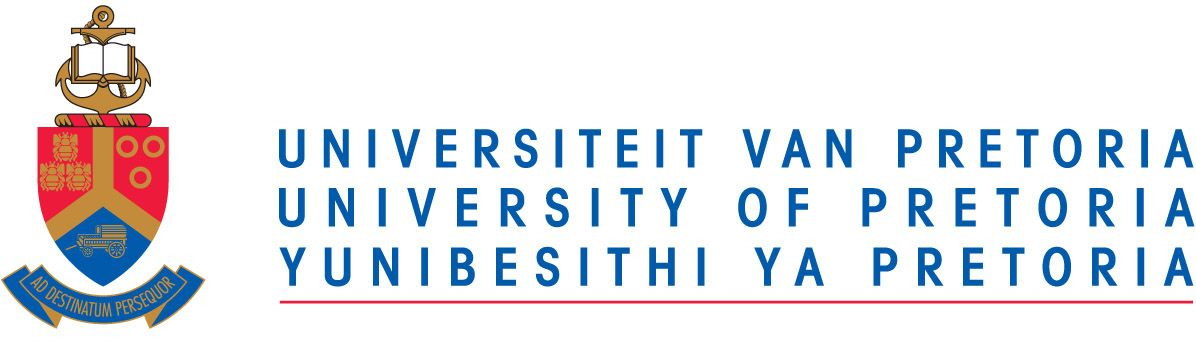 AD DESTINATUM PERSEQUOR
UNIVERSITEIT VAN PRETORIA
UNIVERSITY OF PRETORIA
YUNIBESITHI YA PRETORIA